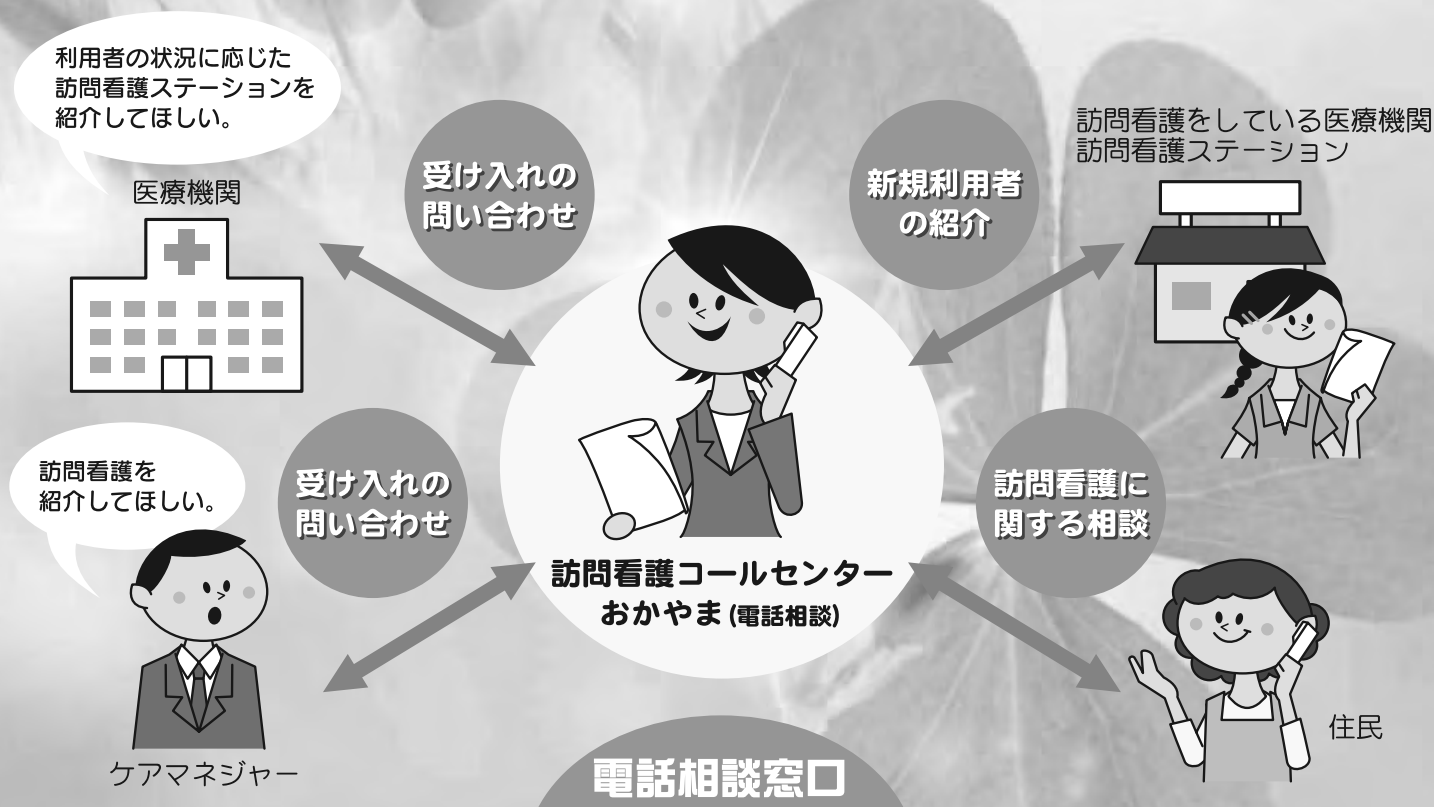 利用者の状況に応じた
訪問看護ステーションを
紹介してほしい。
医療機関
受け入れの
問い合わせ
新規利用者
の紹介
訪問看護をしている医療機関
訪問看護ステーション
訪問看護を
紹介してほしい。
ケアマネジャー
受け入れの
問い合わせ
訪問看護コールセンター
おかやま(電話相談)
訪問看護に
関する相談
住民
電話相談窓口